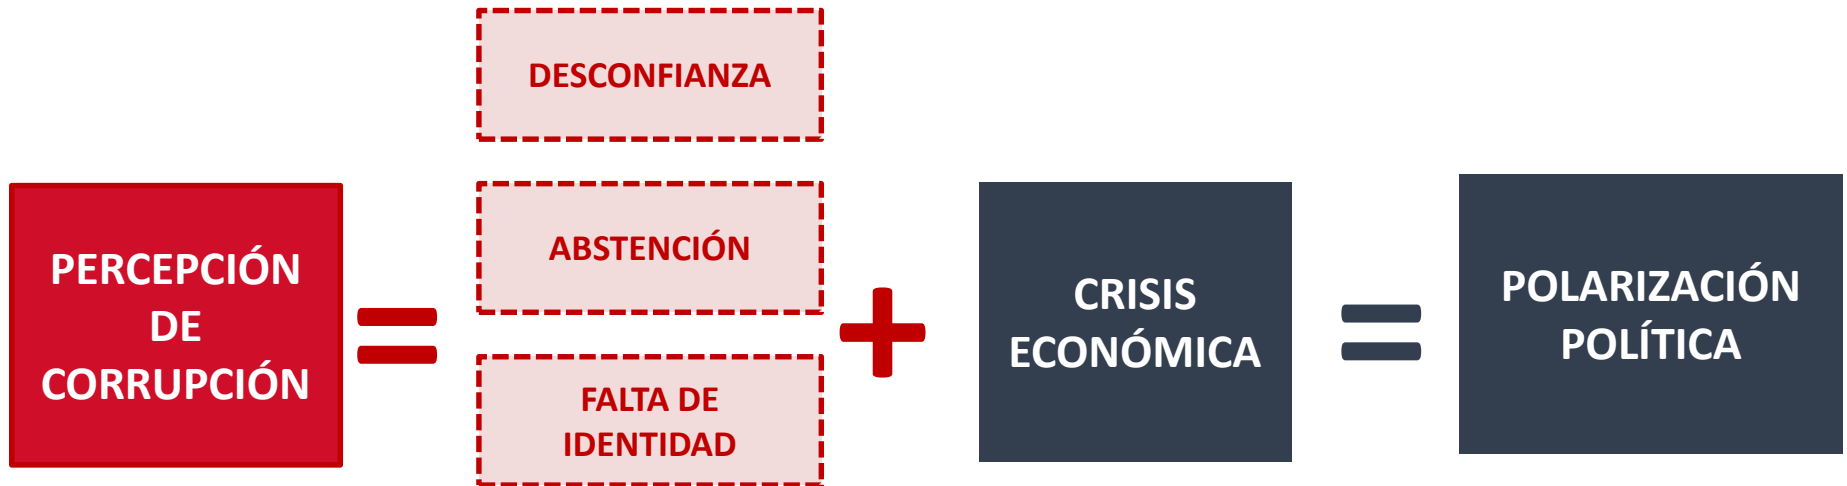 PERCEPCIÓN
DE
CORRUPCIÓN
=
DESCONFIANZA
ABSTENCIÓN
FALTA DE
IDENTIDAD
+
CRISIS
ECONÓMICA
=
POLARIZACIÓN
POLÍTICA